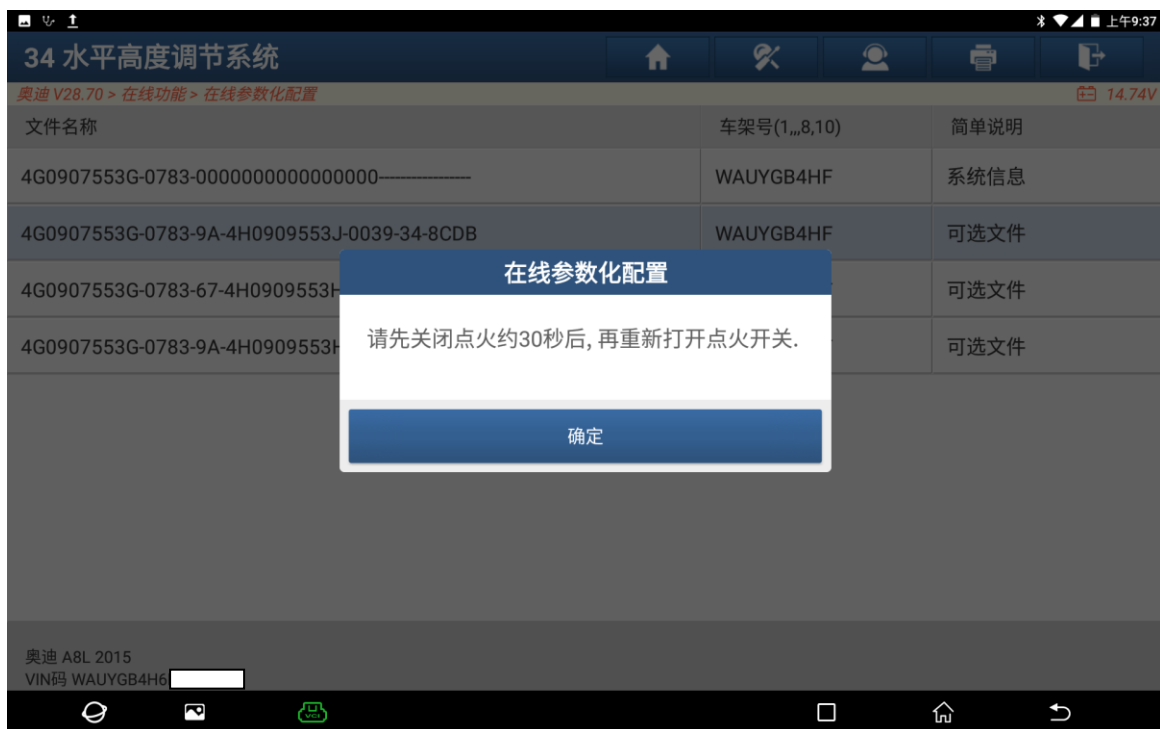 上午9:37
34 水平高度调节系统
奥迪 V28.70 > 在线功能 > 在线参数化配置
14.74V
文件名称 车架号(1,,,8,10) 简单说明
4G0907553G-0783-0000000000000000---------------- WAUYGB4HF 系统信息
4G0907553G-0783-9A-4H0909553J-0039-34-8CDB WAUYGB4HF 可选文件
4G0907553G-0783-67-4H0909553H 可选文件
4G0907553G-0783-9A-4H0909553H 可选文件
在线参数化配置
请先关闭点火约30秒后, 再重新打开点火开关.
确定
奥迪 A8L 2015
VIN码 WAUYGB4H6
VCI